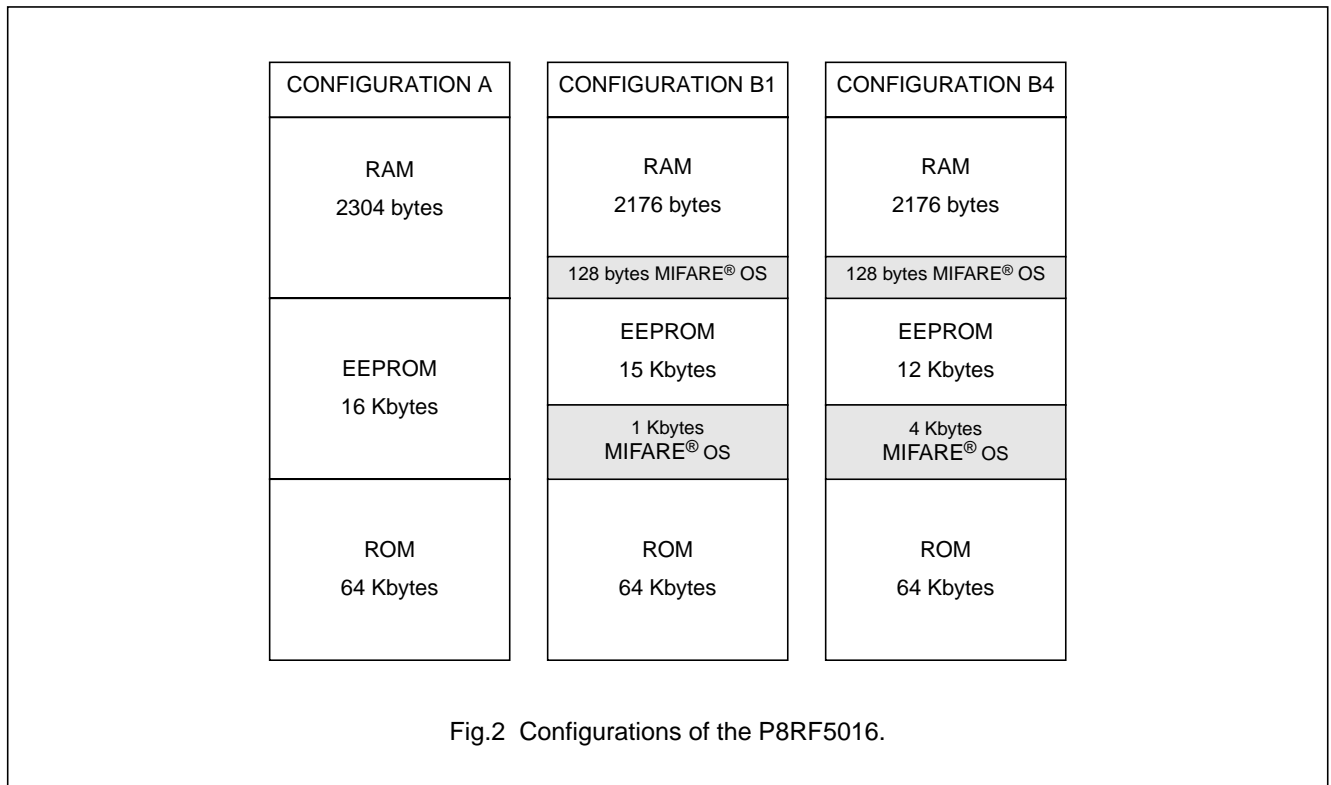 CONFIGURATION A
RAM
2304 bytes
EEPROM
16 Kbytes
ROM
64 Kbytes
CONFIGURATION B1
RAM
2176 bytes
128 bytes MIFARE® OS
EEPROM
15 Kbytes
1 Kbytes
MIFARE® OS
ROM
64 Kbytes
CONFIGURATION B4
RAM
2176 bytes
128 bytes MIFARE® OS
EEPROM
12 Kbytes
4 Kbytes
MIFARE® OS
ROM
64 Kbytes
Fig.2 Configurations of the P8RF5016.